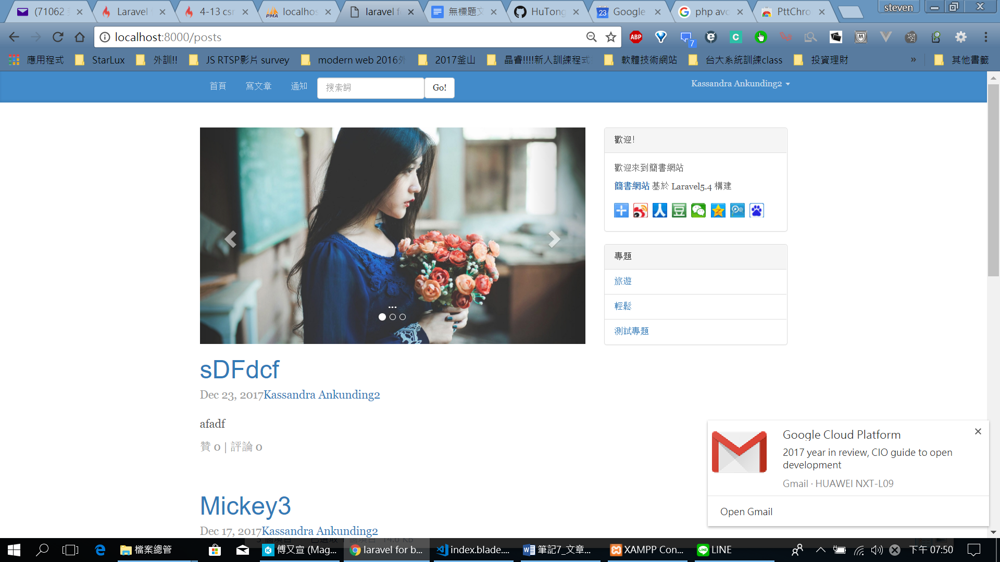 (71062
Laravel
4-13 csr
localhos
laravel f
無標題文
HuTong
Google
php avo
PttChro
steven
localhost:8000/posts
ABP
7
應用程式
StarLux
外訓!!
JS RTSP影片 survey
modern web 2016外
2017釜山
晶睿!!!!新人訓練程式
軟體技術網站
台大系統訓練class
投資理財
»
其他書籤
首頁
寫文章
通知
搜索詞
Go!
Kassandra Ankunding2
歡迎!
歡迎來到簡書網站
簡書網站 基於 Laravel5.4 構建
專題
旅遊
輕鬆
測試專題
...
sDFdcf
Dec 23, 2017Kassandra Ankunding2
afadf
贊 0 | 評論 0
Mickey3
Dec 17, 2017Kassandra Ankunding2
Google Cloud Platform
2017 year in review, CIO guide to open
development
Gmail · HUAWEI NXT-L09
Open Gmail
檔案總管
傅又宣 (Mag...
laravel for b...
index.blade....
筆記7_文章...
XAMPP Con...
LINE
下午 07:50